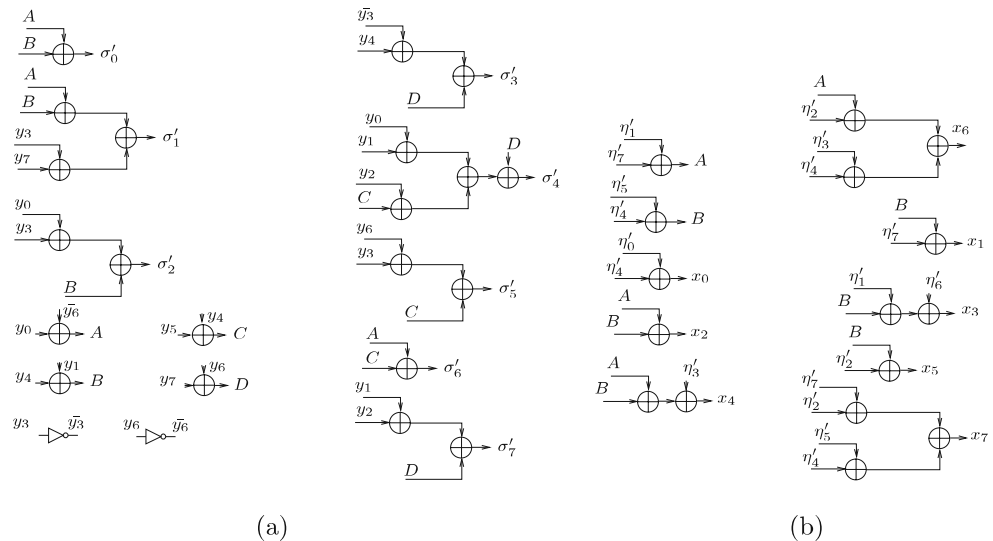 A
B
σ′₀
A
B
y₃
y₇
σ′₁
y₀
y₃
B
σ′₂
y₀
ȳ₆
A
y₅
y₄
C
y₄
y₁
B
y₇
y₆
D
y₃
ȳ₃
y₆
ȳ₆
ȳ₃
y₄
D
σ′₃
y₀
y₁
y₂
C
D
σ′₄
y₆
y₃
C
σ′₅
A
C
σ′₆
y₁
y₂
D
σ′₇
(a)
η′₁
η′₇
A
η′₅
η′₄
B
η′₀
η′₄
x₀
A
B
x₂
A
B
η′₃
x₄
A
η′₂
η′₃
η′₄
x₆
B
η′₇
x₁
η′₁
B
η′₆
x₃
B
η′₂
x₅
η′₇
η′₂
η′₅
η′₄
x₇
(b)